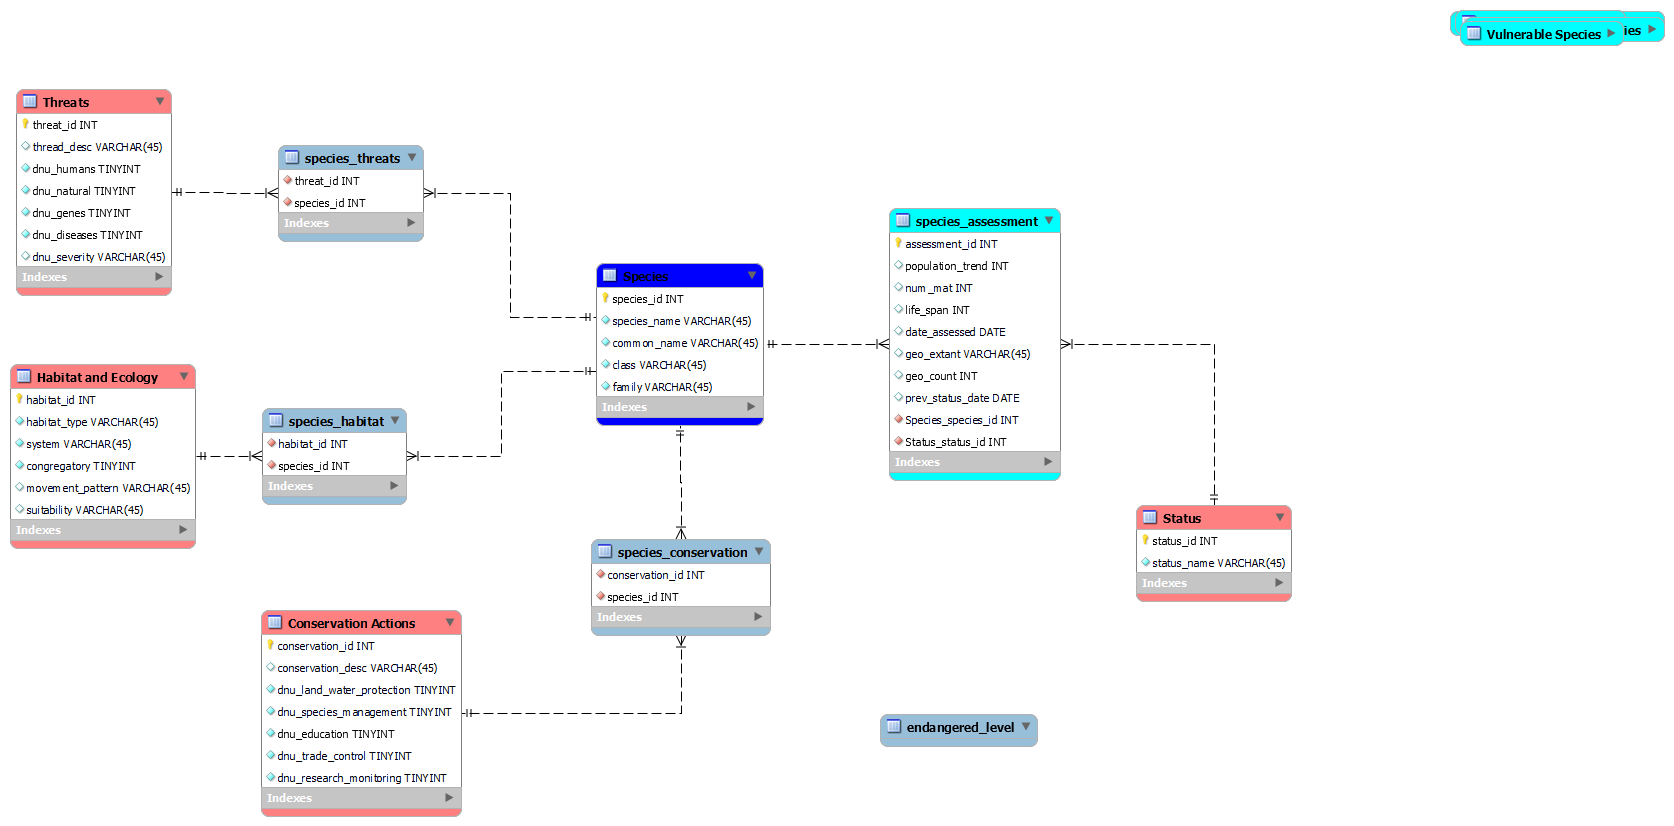 ies
Vulnerable Species
Threats
threat_id INT
thread_desc VARCHAR(45)
dnu_humans TINYINT
dnu_natural TINYINT
dnu_genes TINYINT
dnu_diseases TINYINT
dnu_severity VARCHAR(45)
Indexes
species_threats
threat_id INT
species_id INT
Indexes
Species
species_id INT
species_name VARCHAR(45)
common_name VARCHAR(45)
class VARCHAR(45)
family VARCHAR(45)
Indexes
species_assessment
assessment_id INT
population_trend INT
num_mat INT
life_span INT
date_assessed DATE
geo_extant VARCHAR(45)
geo_count INT
prev_status_date DATE
Species_species_id INT
Status_status_id INT
Indexes
Habitat and Ecology
habitat_id INT
habitat_type VARCHAR(45)
system VARCHAR(45)
congregatory TINYINT
movement_pattern VARCHAR(45)
suitability VARCHAR(45)
Indexes
species_habitat
habitat_id INT
species_id INT
Indexes
Status
status_id INT
status_name VARCHAR(45)
Indexes
species_conservation
conservation_id INT
species_id INT
Indexes
Conservation Actions
conservation_id INT
conservation_desc VARCHAR(45)
dnu_land_water_protection TINYINT
dnu_species_management TINYINT
dnu_education TINYINT
dnu_trade_control TINYINT
dnu_research_monitoring TINYINT
Indexes
endangered_level